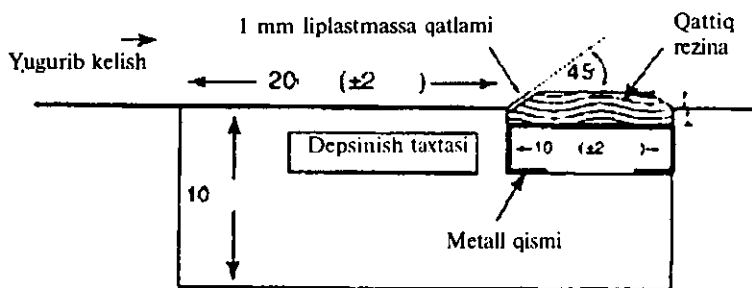 1 mm liplastmassa qatlami
Qattiq
rezina
Yugurib kelish
20 (±2 )
45
Depsinish taxtasi
10 (±2 )
10
Metall qismi